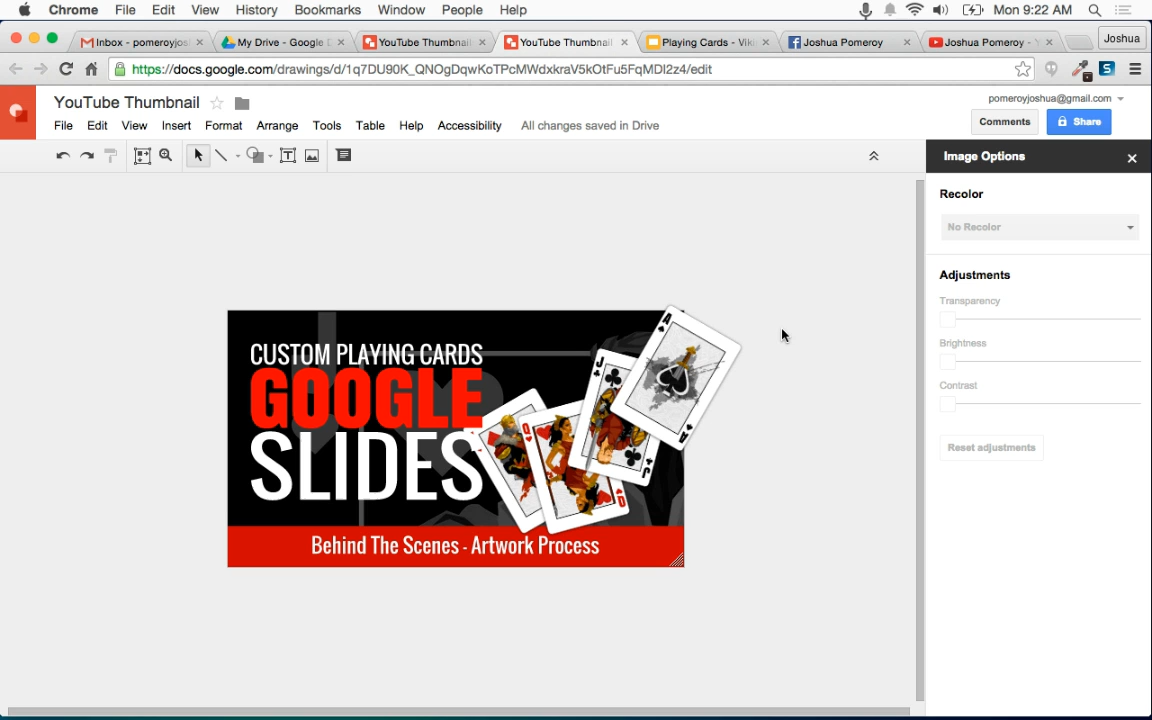 Chrome File Edit View History Bookmarks Window People Help Mon 9:22 AM
Inbox - pomeroyjos My Drive - Google D YouTube Thumbnail YouTube Thumbnail Playing Cards - Vik Joshua Pomeroy Joshua Pomeroy - Y Joshua
https://docs.google.com/drawings/d/1q7DU90K_QNOgDqwKoTPcMWdxkraV5kOtFu5FqMDI2z4/edit
YouTube Thumbnail
pomeroyjoshua@gmail.com
File Edit View Insert Format Arrange Tools Table Help Accessibility All changes saved in Drive
Comments Share
Image Options
Recolor
No Recolor
Adjustments
Transparency
Brightness
Contrast
Reset adjustments
CUSTOM PLAYING CARDS
GOOGLE
SLIDES
Behind The Scenes - Artwork Process
A
J
Q
J
Q
A